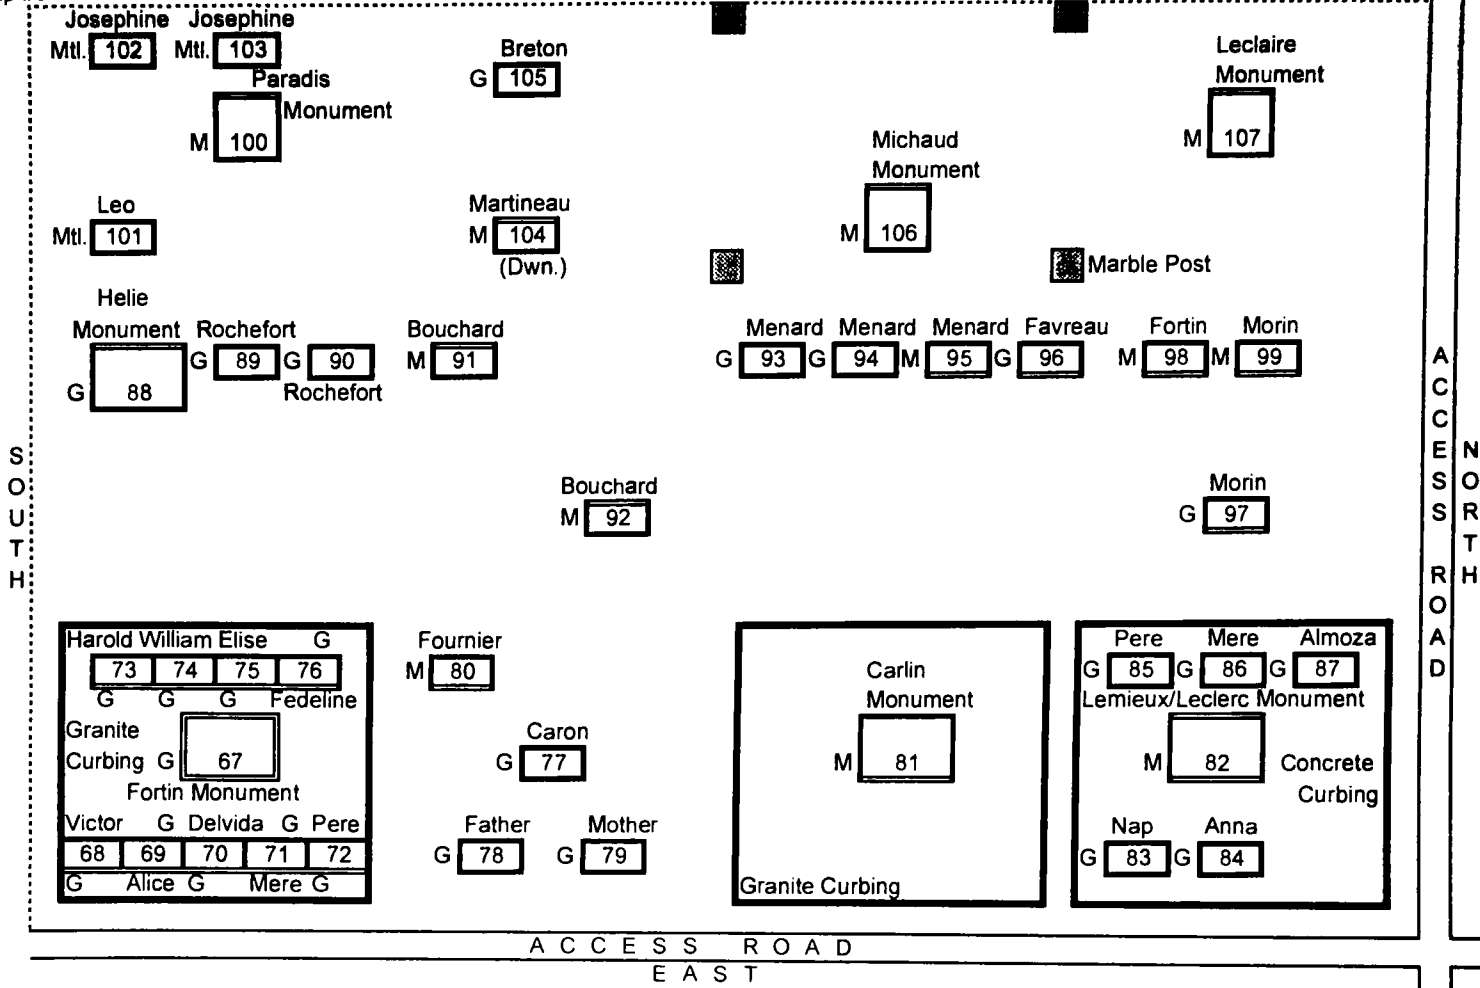 Josephine Josephine
Mtl. 102 Mtl. 103
Breton
G 105
Leclaire
Monument
M 107
Paradis
Monument
M 100
Michaud
Monument
M 106
Leo
Mtl. 101
Martineau
M 104
(Dwn.)
Marble Post
Helie
Monument
G 88
Rochefort
G 89 G 90
Rochefort
Bouchard
M 91
Menard Menard Menard Favreau Fortin Morin
G 93 G 94 M 95 G 96 M 98 M 99
Bouchard
M 92
Morin
G 97
SOUTH
ACCESS ROAD
NORTH
Harold William Elise G
73 74 75 76
G G G Fedeline
Granite
Curbing G 67
Fortin Monument
Victor G Delvida G Pere
68 69 70 71 72
G Alice G Mere G
Fournier
M 80
Caron
G 77
Father Mother
G 78 G 79
Carlin
Monument
M 81
Granite Curbing
Pere Mere Almoza
G 85 G 86 G 87
Lemieux/Leclerc Monument
M 82 Concrete
Curbing
Nap Anna
G 83 G 84
ACCESS ROAD
EAST